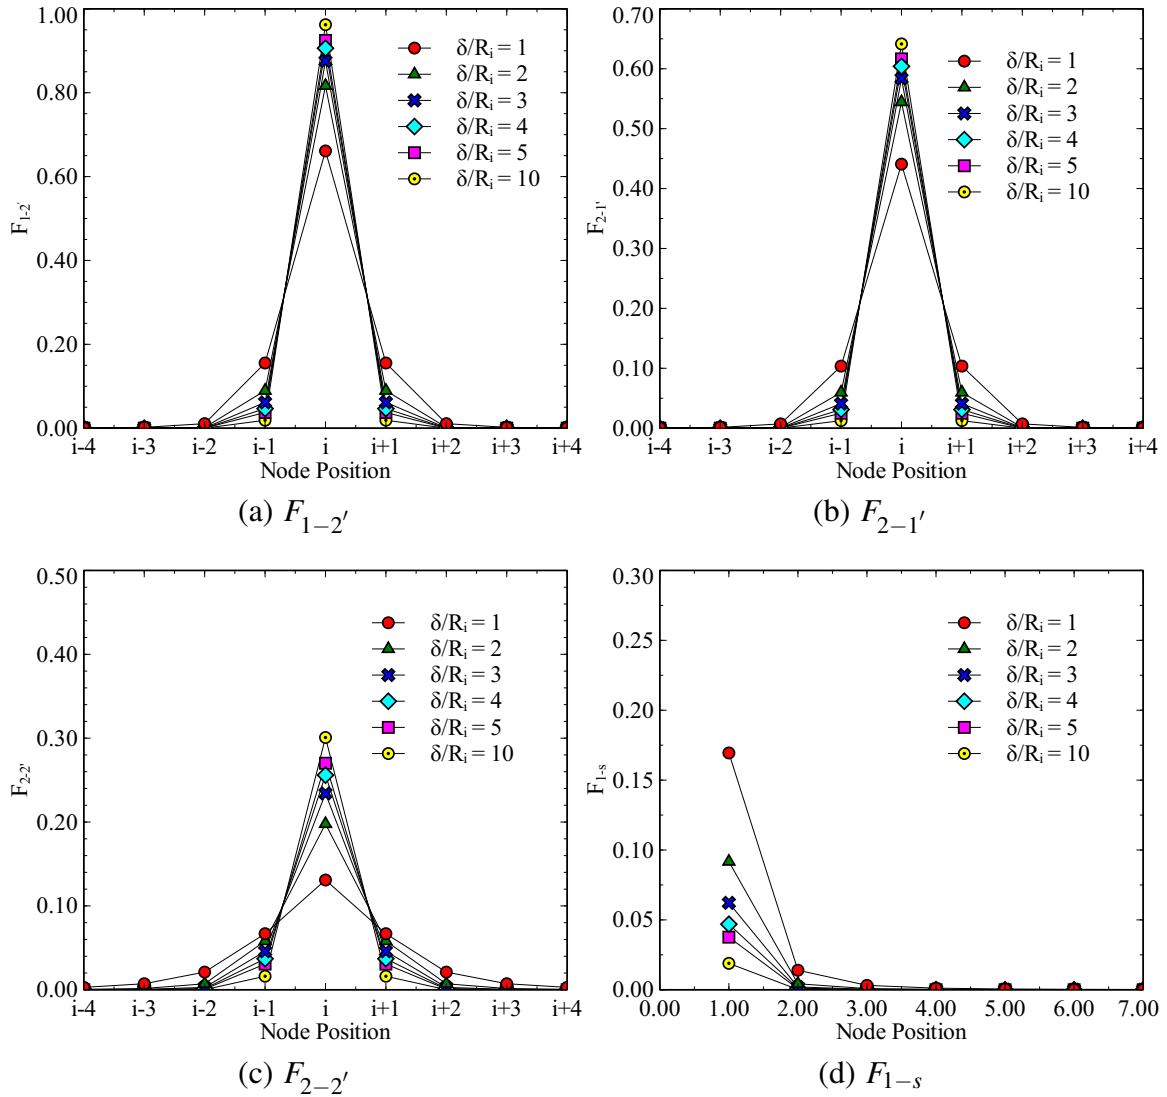 1.00
0.80
0.60
0.40
0.20
0.00
F1-2'
δ/Ri = 1
δ/Ri = 2
δ/Ri = 3
δ/Ri = 4
δ/Ri = 5
δ/Ri = 10
i-4 i-3 i-2 i-1 i i+1 i+2 i+3 i+4
Node Position
(a) F1−2′
0.70
0.60
0.50
0.40
0.30
0.20
0.10
0.00
F2-1'
δ/Ri = 1
δ/Ri = 2
δ/Ri = 3
δ/Ri = 4
δ/Ri = 5
δ/Ri = 10
i-4 i-3 i-2 i-1 i i+1 i+2 i+3 i+4
Node Position
(b) F2−1′
0.50
0.40
0.30
0.20
0.10
0.00
F2-2'
δ/Ri = 1
δ/Ri = 2
δ/Ri = 3
δ/Ri = 4
δ/Ri = 5
δ/Ri = 10
i-4 i-3 i-2 i-1 i i+1 i+2 i+3 i+4
Node Position
(c) F2−2′
0.30
0.25
0.20
0.15
0.10
0.05
0.00
F1-s
δ/Ri = 1
δ/Ri = 2
δ/Ri = 3
δ/Ri = 4
δ/Ri = 5
δ/Ri = 10
0.00 1.00 2.00 3.00 4.00 5.00 6.00 7.00
Node Position
(d) F1−s